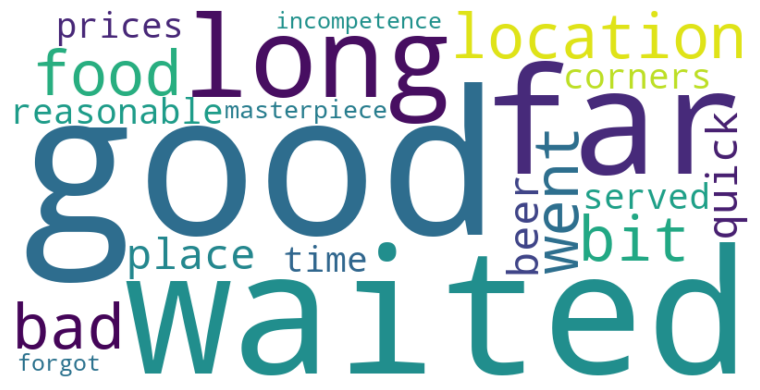 incompetence
prices
long
location
food
far
corners
reasonable
masterpiece
good
quick
went
beer
served
bit
place
time
waited
bad
forgot